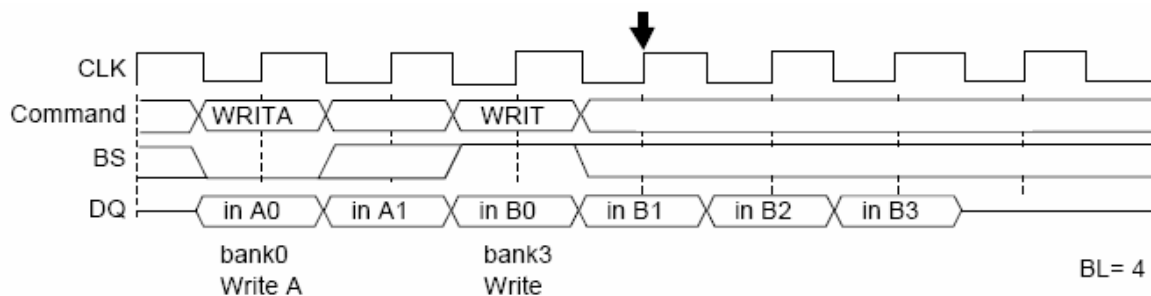 CLK
Command WRITA WRIT
BS
DQ in A0 in A1 in B0 in B1 in B2 in B3
bank0 bank3
Write A Write BL= 4